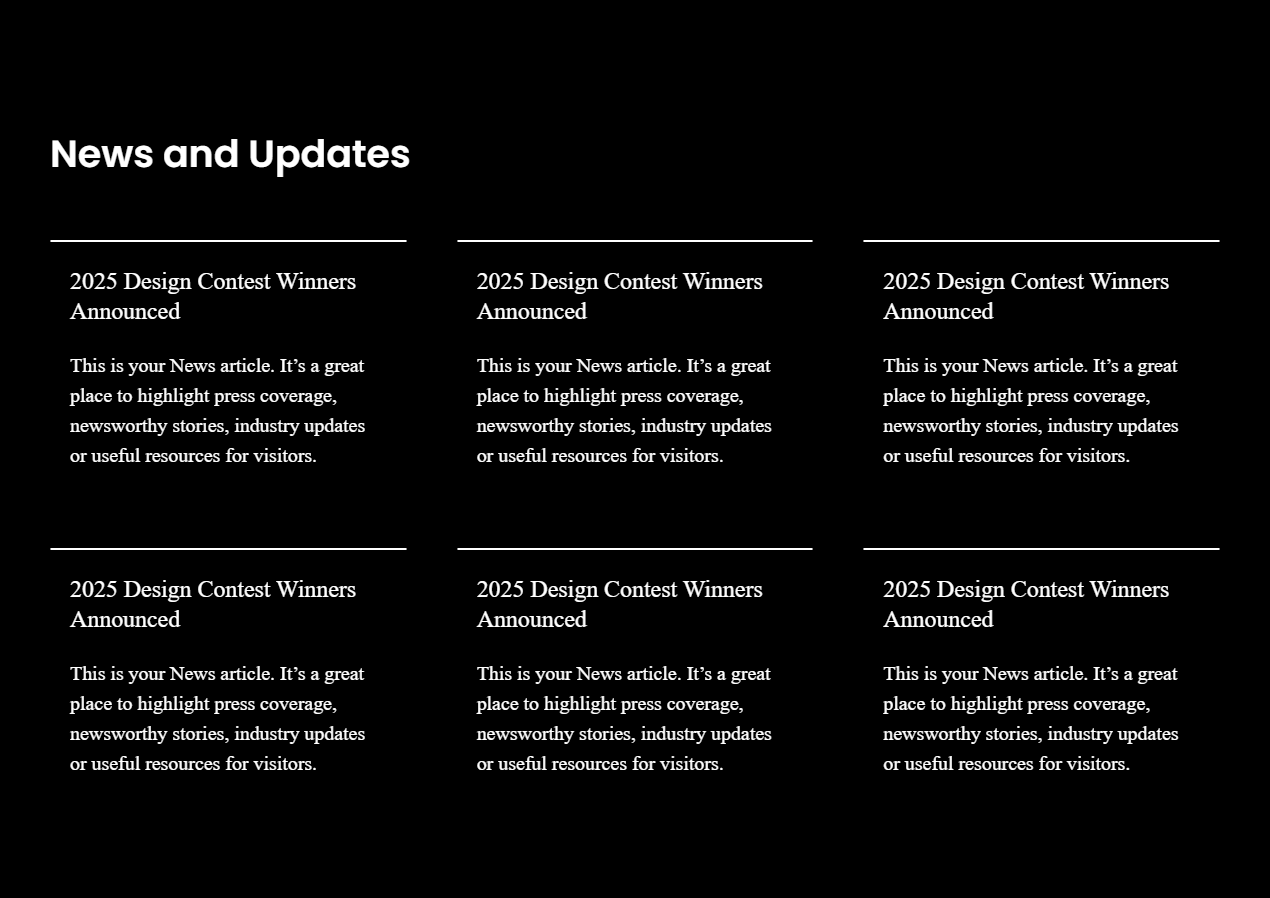 News and Updates
2025 Design Contest Winners
Announced
This is your News article. It’s a great
place to highlight press coverage,
newsworthy stories, industry updates
or useful resources for visitors.
2025 Design Contest Winners
Announced
This is your News article. It’s a great
place to highlight press coverage,
newsworthy stories, industry updates
or useful resources for visitors.
2025 Design Contest Winners
Announced
This is your News article. It’s a great
place to highlight press coverage,
newsworthy stories, industry updates
or useful resources for visitors.
2025 Design Contest Winners
Announced
This is your News article. It’s a great
place to highlight press coverage,
newsworthy stories, industry updates
or useful resources for visitors.
2025 Design Contest Winners
Announced
This is your News article. It’s a great
place to highlight press coverage,
newsworthy stories, industry updates
or useful resources for visitors.
2025 Design Contest Winners
Announced
This is your News article. It’s a great
place to highlight press coverage,
newsworthy stories, industry updates
or useful resources for visitors.